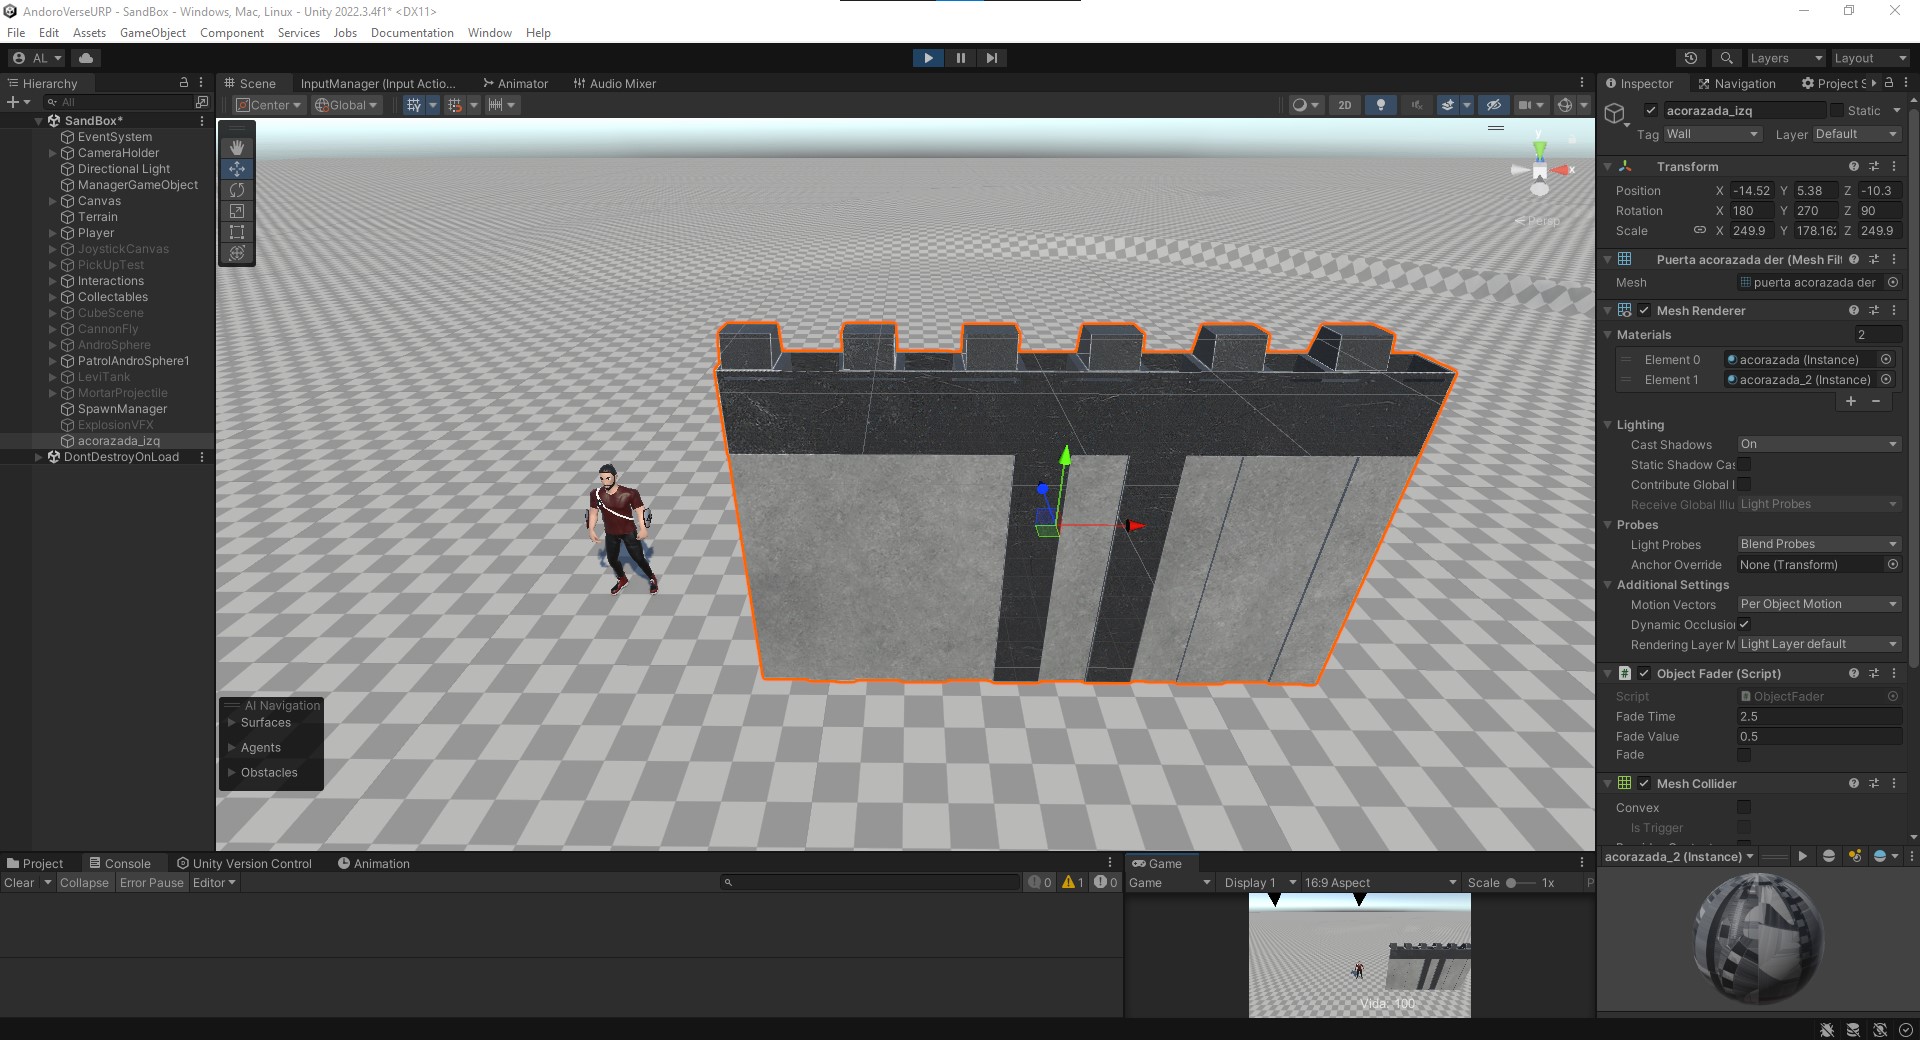 AndoroVerseURP - SandBox - Windows, Mac, Linux - Unity 2022.3.4f1* <DX11>
File Edit Assets GameObject Component Services Jobs Documentation Window Help
AL Layers Layout
Hierarchy
All
SandBox*
EventSystem
CameraHolder
Directional Light
ManagerGameObject
Canvas
Terrain
Player
JoystickCanvas
PickUpTest
Interactions
Collectables
CubeScene
CannonFly
AndroSphere
PatrolAndroSphere1
LeviTank
MortarProjectile
SpawnManager
ExplosionVFX
acorazada_izq
DontDestroyOnLoad
Scene InputManager (Input Actio... Animator Audio Mixer
Center Global 2D
y
x
Persp
AI Navigation
Surfaces
Agents
Obstacles
Inspector Navigation Project S
acorazada_izq Static
Tag Wall Layer Default
Transform
Position X -14.52 Y 5.38 Z -10.3
Rotation X 180 Y 270 Z 90
Scale X 249.9 Y 178.162 Z 249.9
Puerta acorazada der (Mesh Filt
Mesh puerta acorazada der
Mesh Renderer
Materials 2
Element 0 acorazada (Instance)
Element 1 acorazada_2 (Instance)
Lighting
Cast Shadows On
Static Shadow Cas
Contribute Global I
Receive Global Illu Light Probes
Probes
Light Probes Blend Probes
Anchor Override None (Transform)
Additional Settings
Motion Vectors Per Object Motion
Dynamic Occlusion
Rendering Layer M Light Layer default
Object Fader (Script)
Script ObjectFader
Fade Time 2.5
Fade Value 0.5
Fade
Mesh Collider
Convex
Is Trigger
acorazada_2 (Instance)
Project Console Unity Version Control Animation
Clear Collapse Error Pause Editor 0 1 0
Game
Game Display 1 16:9 Aspect Scale 1x P
Vida: 100